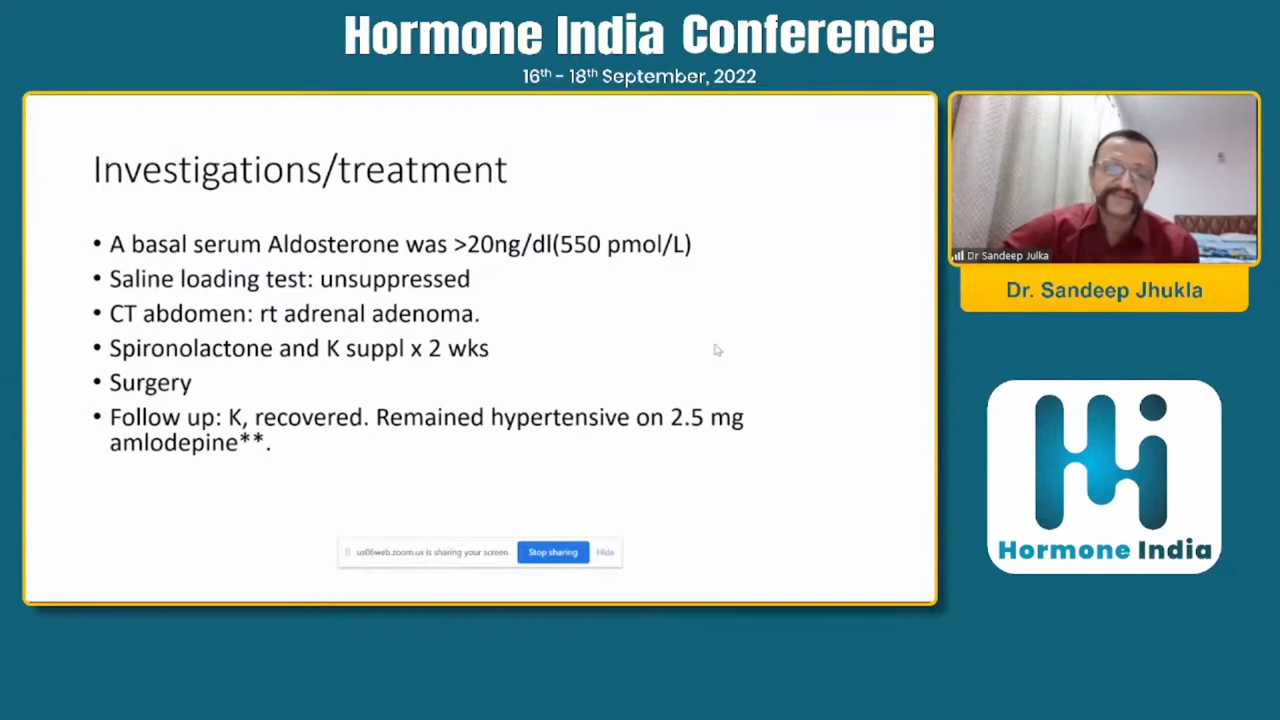 Hormone India Conference
16th - 18th September, 2022
Investigations/treatment
• A basal serum Aldosterone was >20ng/dl(550 pmol/L)
• Saline loading test: unsuppressed
• CT abdomen: rt adrenal adenoma.
• Spironolactone and K suppl x 2 wks
• Surgery
• Follow up: K, recovered. Remained hypertensive on 2.5 mg
amlodepine**.
us06web.zoom.us is sharing your screen. Stop sharing Hide
Dr Sandeep Julka
Dr. Sandeep Jhukla
Hormone India